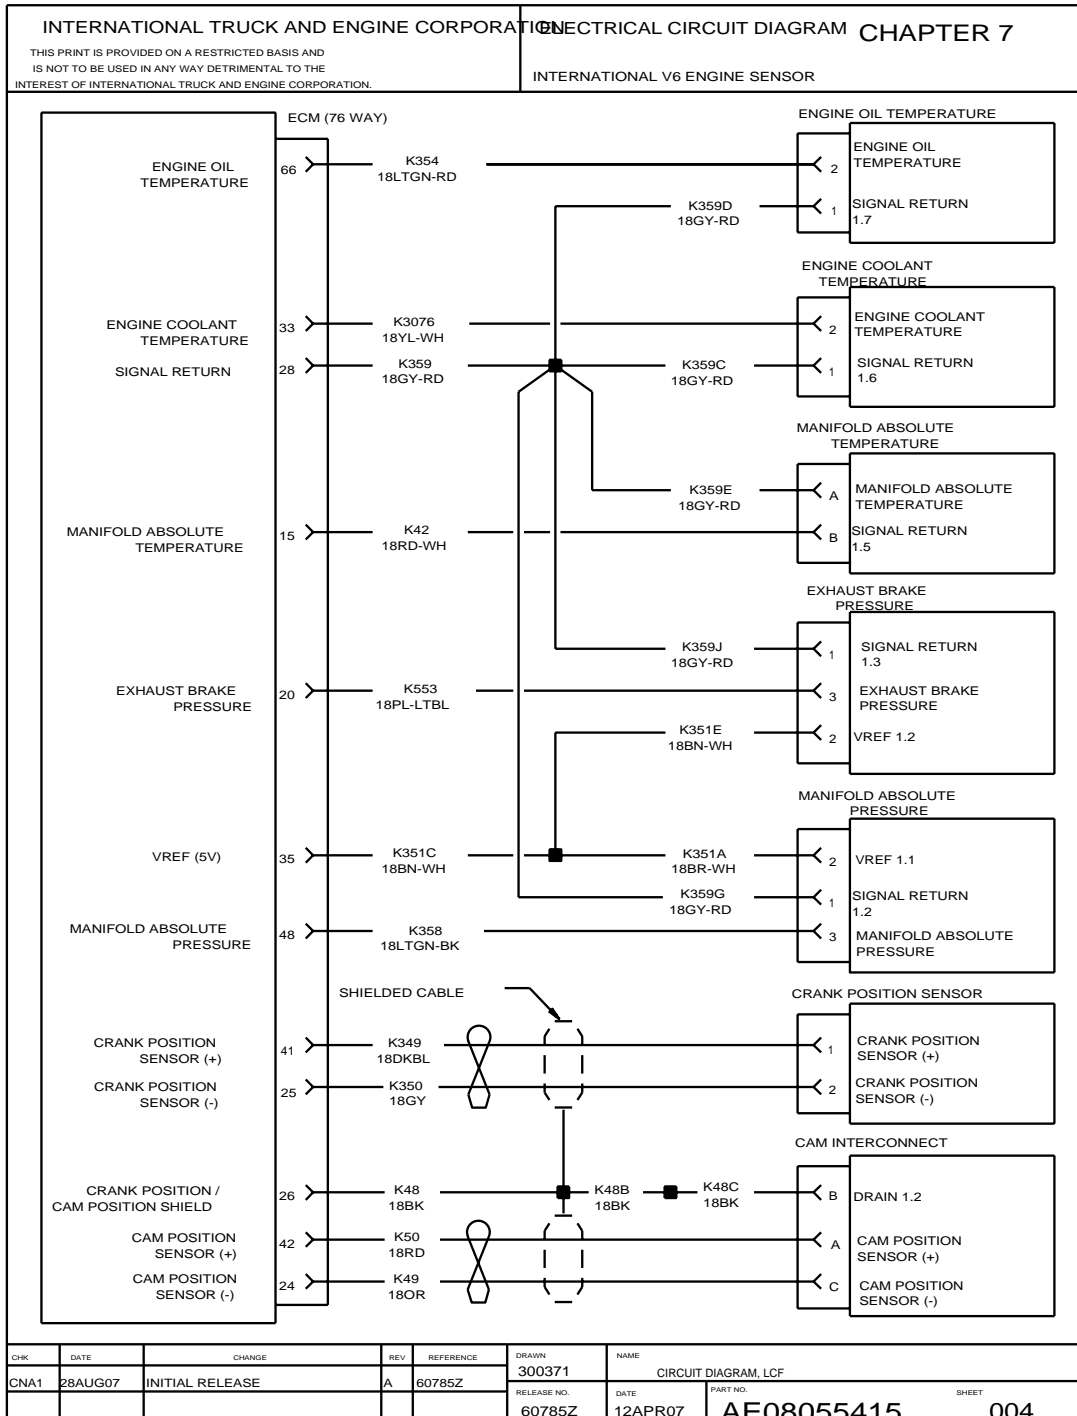 INTERNATIONAL TRUCK AND ENGINE CORPORATION
THIS PRINT IS PROVIDED ON A RESTRICTED BASIS AND
IS NOT TO BE USED IN ANY WAY DETRIMENTAL TO THE
INTEREST OF INTERNATIONAL TRUCK AND ENGINE CORPORATION.
ELECTRICAL CIRCUIT DIAGRAM CHAPTER 7
INTERNATIONAL V6 ENGINE SENSOR
ECM (76 WAY)
ENGINE OIL TEMPERATURE
ENGINE OIL
TEMPERATURE
66
K354
18LTGN-RD
2
ENGINE OIL
TEMPERATURE
K359D
18GY-RD
1
SIGNAL RETURN
1.7
ENGINE COOLANT
TEMPERATURE
ENGINE COOLANT
TEMPERATURE
33
K3076
18YL-WH
2
ENGINE COOLANT
TEMPERATURE
SIGNAL RETURN
28
K359
18GY-RD
K359C
18GY-RD
1
SIGNAL RETURN
1.6
MANIFOLD ABSOLUTE
TEMPERATURE
K359E
18GY-RD
A
MANIFOLD ABSOLUTE
TEMPERATURE
MANIFOLD ABSOLUTE
TEMPERATURE
15
K42
18RD-WH
B
SIGNAL RETURN
1.5
EXHAUST BRAKE
PRESSURE
K359J
18GY-RD
1
SIGNAL RETURN
1.3
EXHAUST BRAKE
PRESSURE
20
K553
18PL-LTBL
3
EXHAUST BRAKE
PRESSURE
K351E
18BN-WH
2
VREF 1.2
MANIFOLD ABSOLUTE
PRESSURE
VREF (5V)
35
K351C
18BN-WH
K351A
18BR-WH
2
VREF 1.1
K359G
18GY-RD
1
SIGNAL RETURN
1.2
MANIFOLD ABSOLUTE
PRESSURE
48
K358
18LTGN-BK
3
MANIFOLD ABSOLUTE
PRESSURE
SHIELDED CABLE
CRANK POSITION SENSOR
CRANK POSITION
SENSOR (+)
41
K349
18DKBL
1
CRANK POSITION
SENSOR (+)
CRANK POSITION
SENSOR (-)
25
K350
18GY
2
CRANK POSITION
SENSOR (-)
CAM INTERCONNECT
CRANK POSITION /
CAM POSITION SHIELD
26
K48
18BK
K48B
18BK
K48C
18BK
B
DRAIN 1.2
CAM POSITION
SENSOR (+)
42
K50
18RD
A
CAM POSITION
SENSOR (+)
CAM POSITION
SENSOR (-)
24
K49
18OR
C
CAM POSITION
SENSOR (-)
CHK DATE CHANGE REV REFERENCE
CNA1 28AUG07 INITIAL RELEASE A 60785Z
DRAWN
300371
NAME
CIRCUIT DIAGRAM, LCF
RELEASE NO.
60785Z
DATE
12APR07
PART NO.
AE08055415
SHEET
004